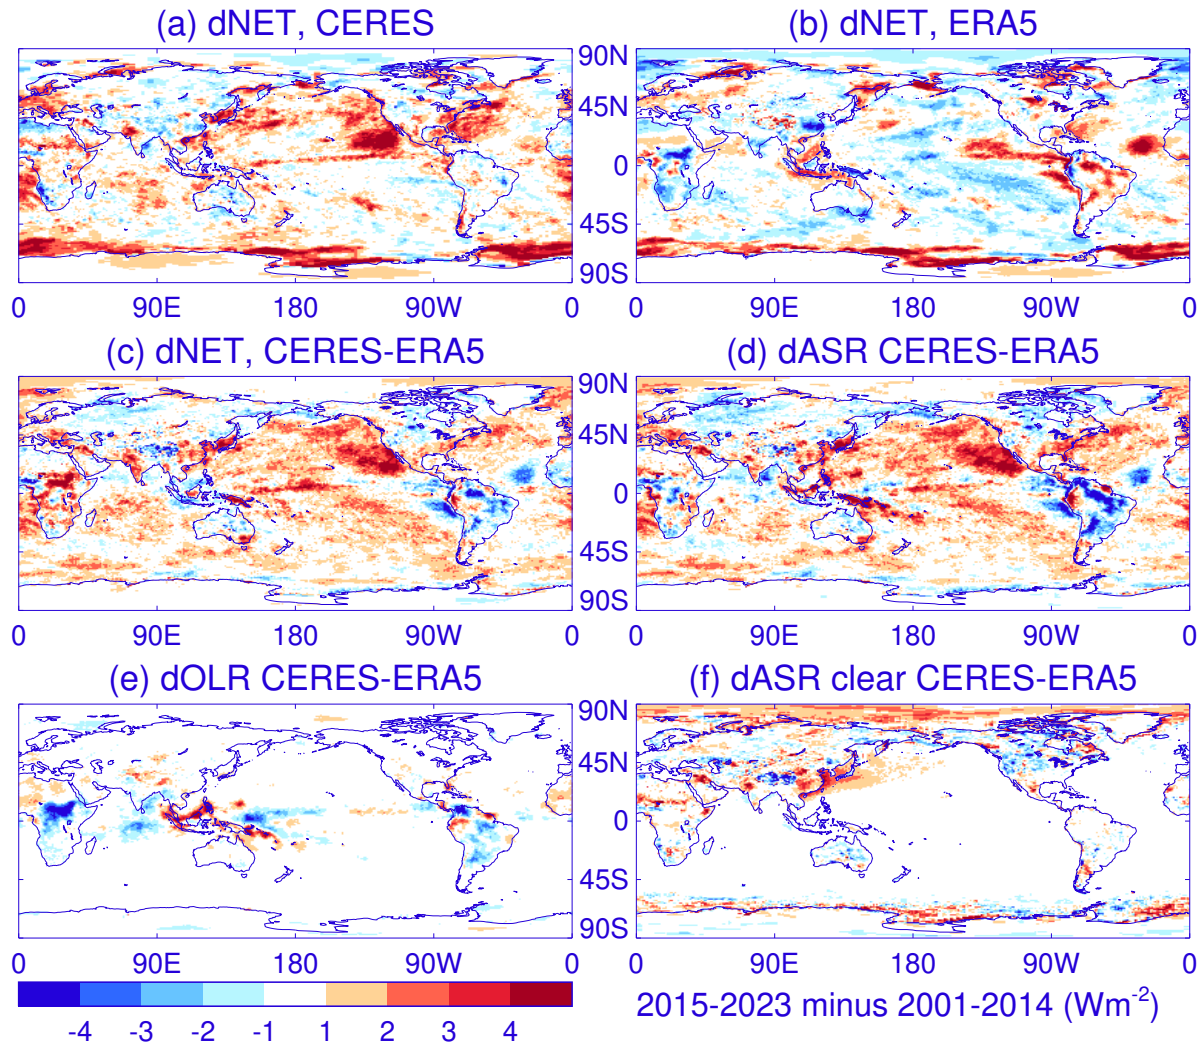 (a) dNET, CERES
(b) dNET, ERA5
90N
45N
0
45S
90S
0 90E 180 90W 0
0 90E 180 90W 0
(c) dNET, CERES-ERA5
(d) dASR CERES-ERA5
90N
45N
0
45S
90S
0 90E 180 90W 0
0 90E 180 90W 0
(e) dOLR CERES-ERA5
(f) dASR clear CERES-ERA5
90N
45N
0
45S
90S
0 90E 180 90W 0
0 90E 180 90W 0
-4 -3 -2 -1 1 2 3 4
2015-2023 minus 2001-2014 (Wm⁻²)